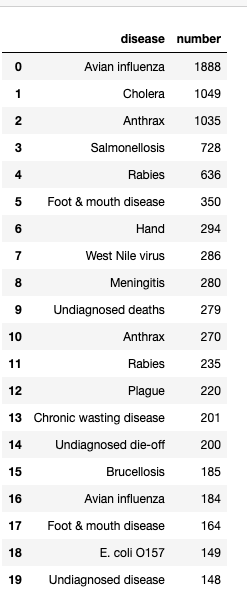 disease number
0 Avian influenza 1888
1 Cholera 1049
2 Anthrax 1035
3 Salmonellosis 728
4 Rabies 636
5 Foot & mouth disease 350
6 Hand 294
7 West Nile virus 286
8 Meningitis 280
9 Undiagnosed deaths 279
10 Anthrax 270
11 Rabies 235
12 Plague 220
13 Chronic wasting disease 201
14 Undiagnosed die-off 200
15 Brucellosis 185
16 Avian influenza 184
17 Foot & mouth disease 164
18 E. coli O157 149
19 Undiagnosed disease 148